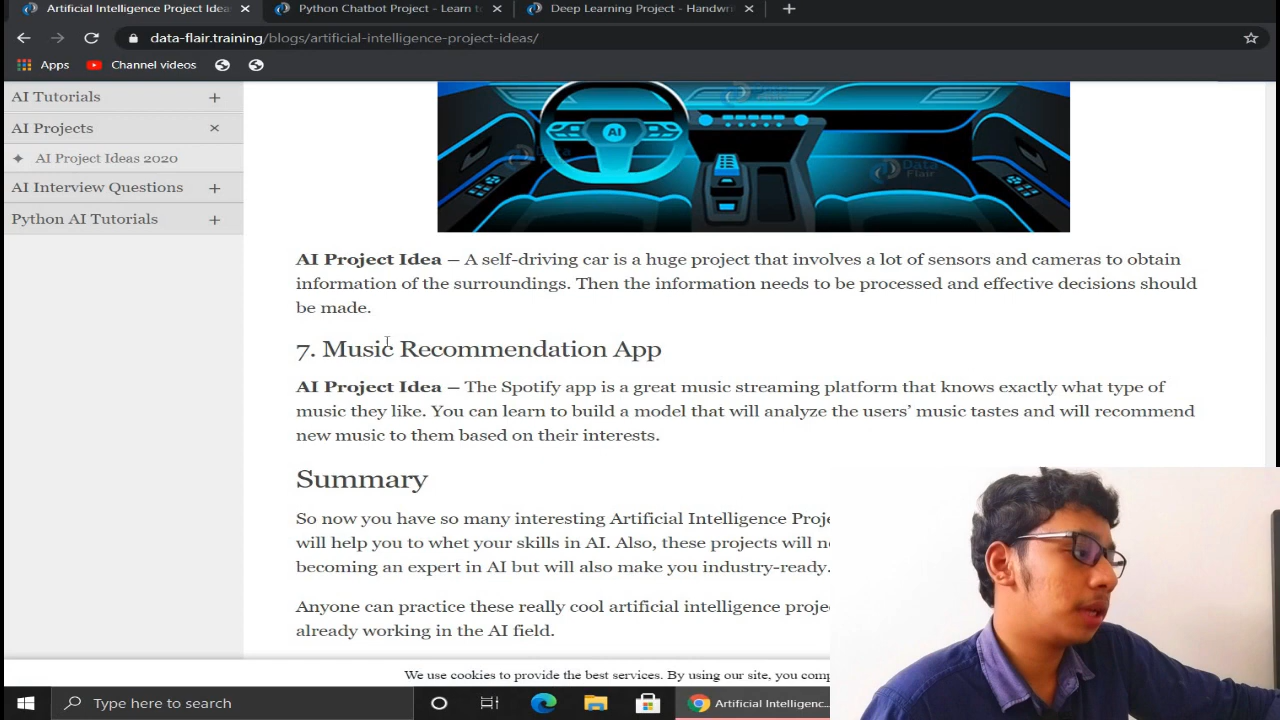 Artificial Intelligence Project Idea
Python Chatbot Project - Learn to
Deep Learning Project - Handwri
data-flair.training/blogs/artificial-intelligence-project-ideas/
Apps
Channel videos
AI Tutorials
AI Projects
AI Project Ideas 2020
AI Interview Questions
Python AI Tutorials
AI
Data
Flair
AI Project Idea – A self-driving car is a huge project that involves a lot of sensors and cameras to obtain
information of the surroundings. Then the information needs to be processed and effective decisions should
be made.
7. Music Recommendation App
AI Project Idea – The Spotify app is a great music streaming platform that knows exactly what type of
music they like. You can learn to build a model that will analyze the users’ music tastes and will recommend
new music to them based on their interests.
Summary
So now you have so many interesting Artificial Intelligence Proje
will help you to whet your skills in AI. Also, these projects will n
becoming an expert in AI but will also make you industry-ready.
Anyone can practice these really cool artificial intelligence proje
already working in the AI field.
We use cookies to provide the best services. By using our site, you comp
Type here to search
Artificial Intelligenc...